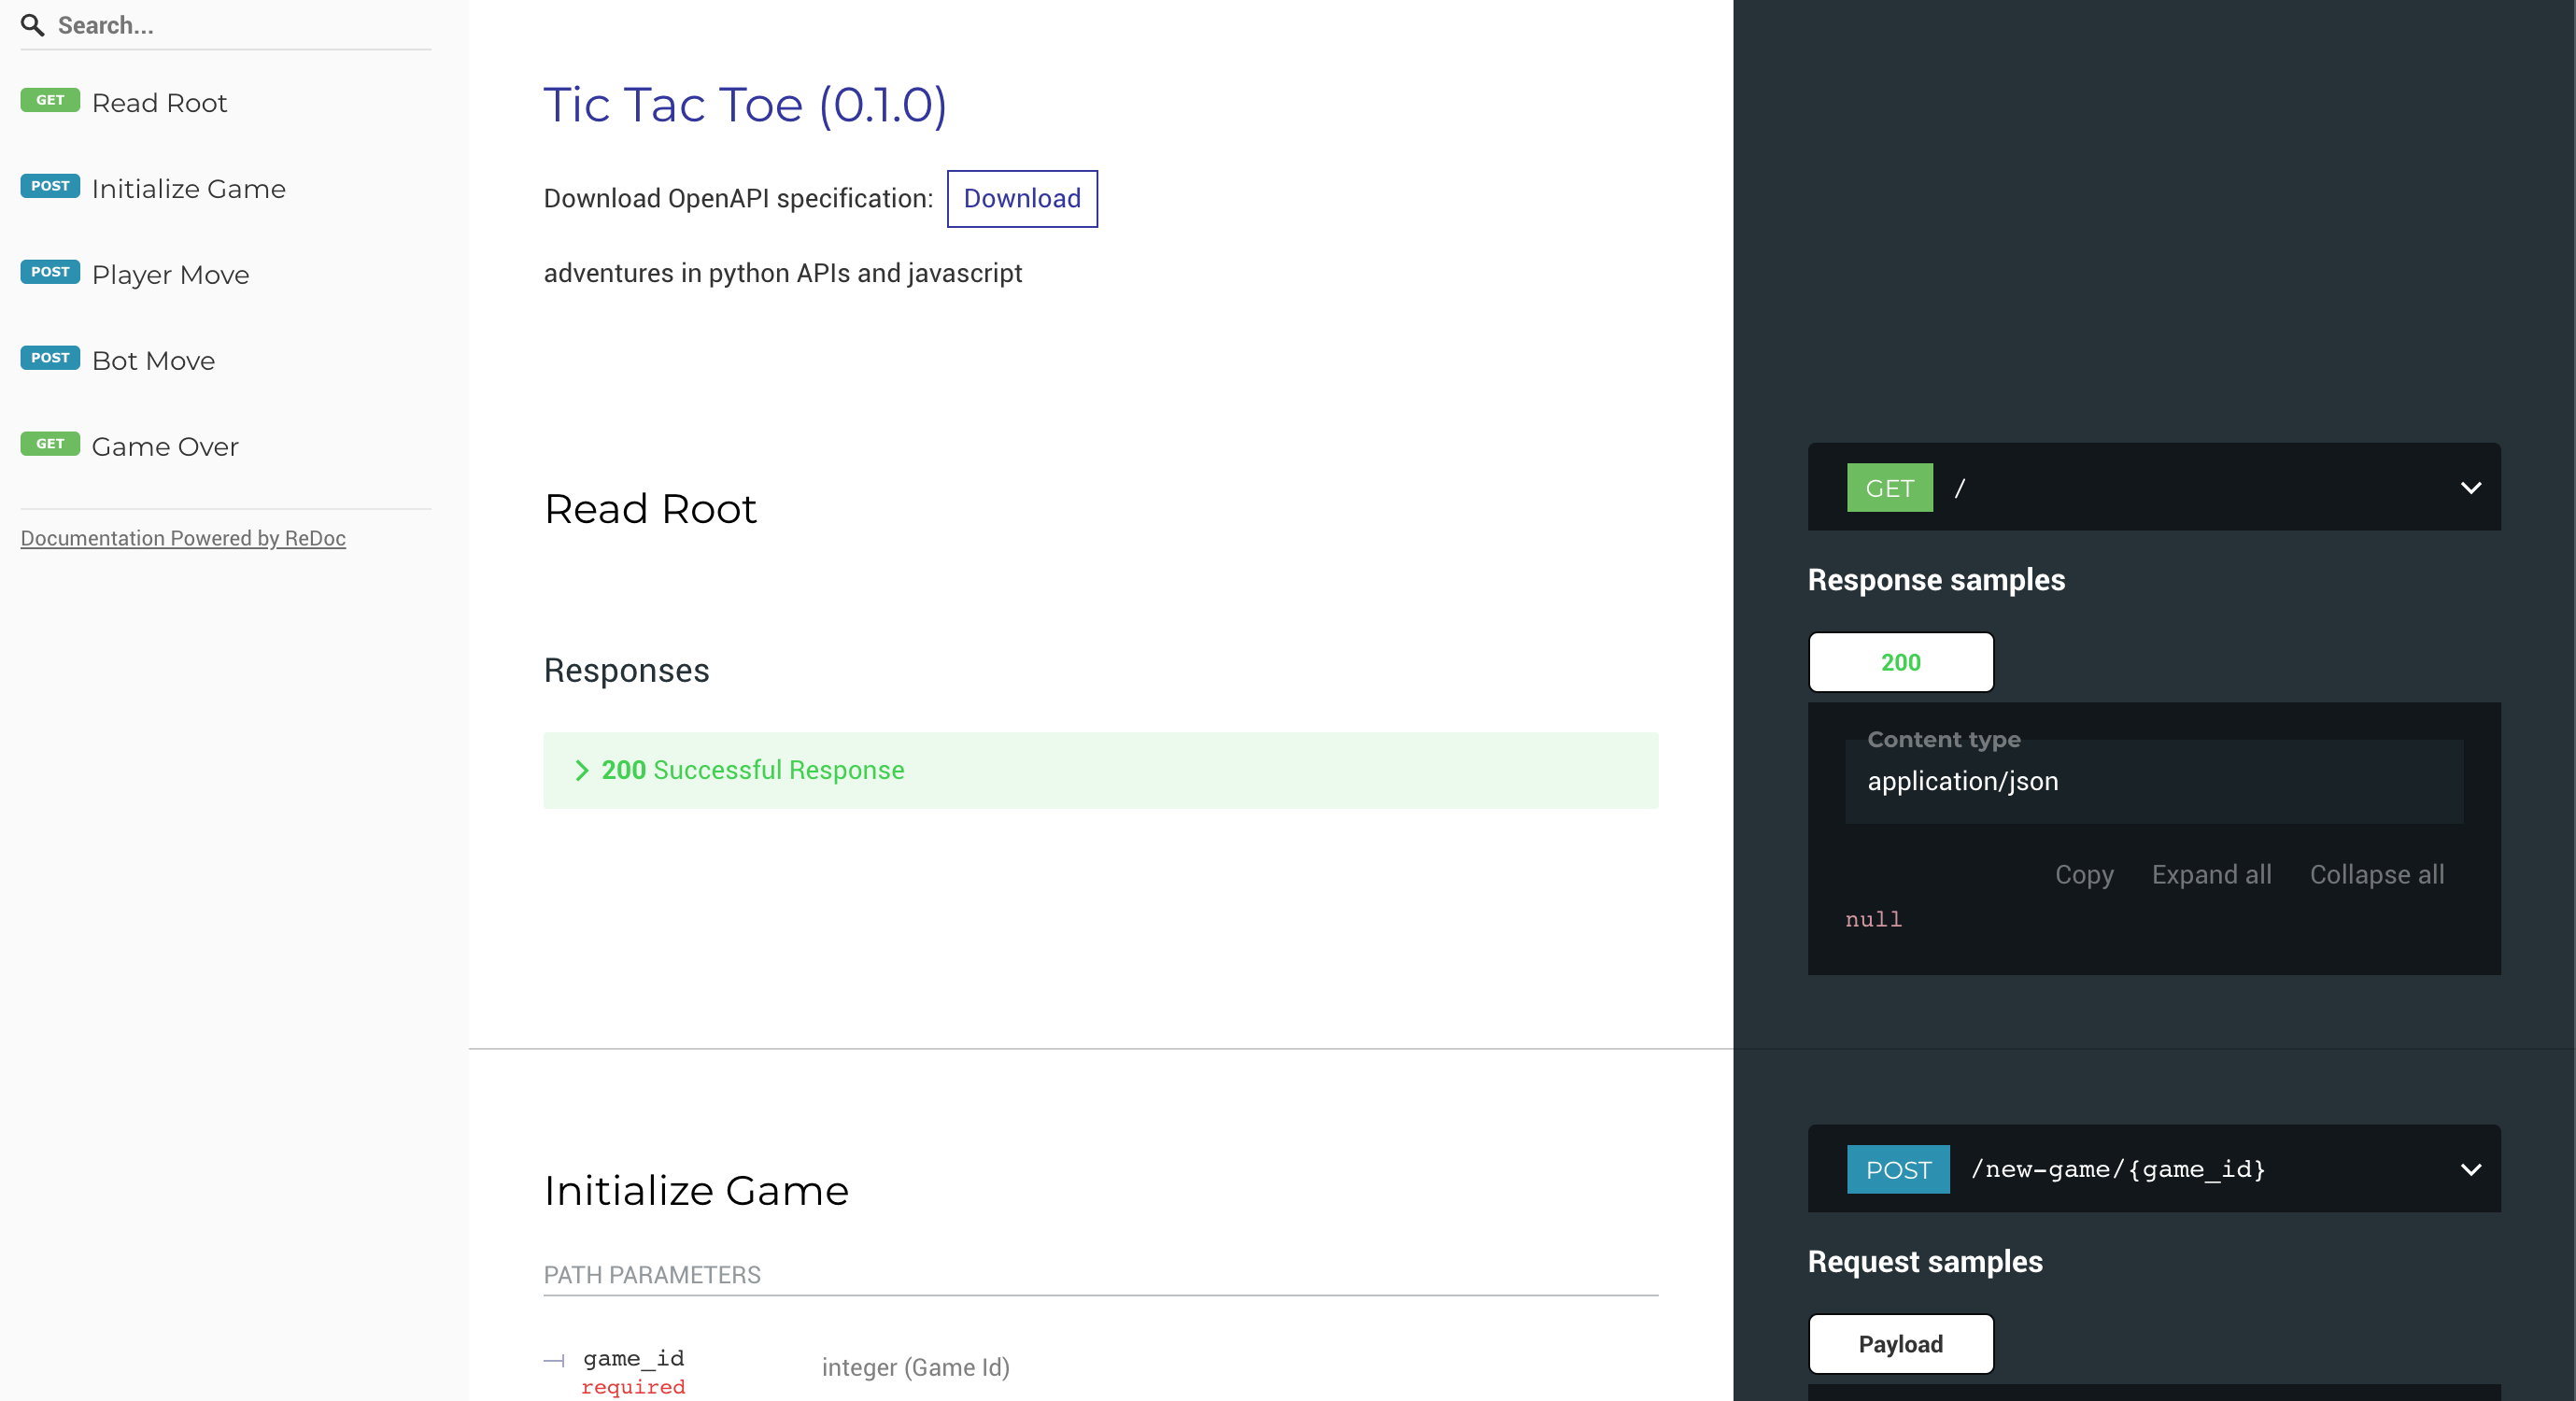 Search...
GET Read Root
POST Initialize Game
POST Player Move
POST Bot Move
GET Game Over
Documentation Powered by ReDoc
Tic Tac Toe (0.1.0)
Download OpenAPI specification: Download
adventures in python APIs and javascript
Read Root
Responses
200 Successful Response
GET /
Response samples
200
Content type
application/json
Copy Expand all Collapse all
null
Initialize Game
PATH PARAMETERS
game_id
required
integer (Game Id)
POST /new-game/{game_id}
Request samples
Payload